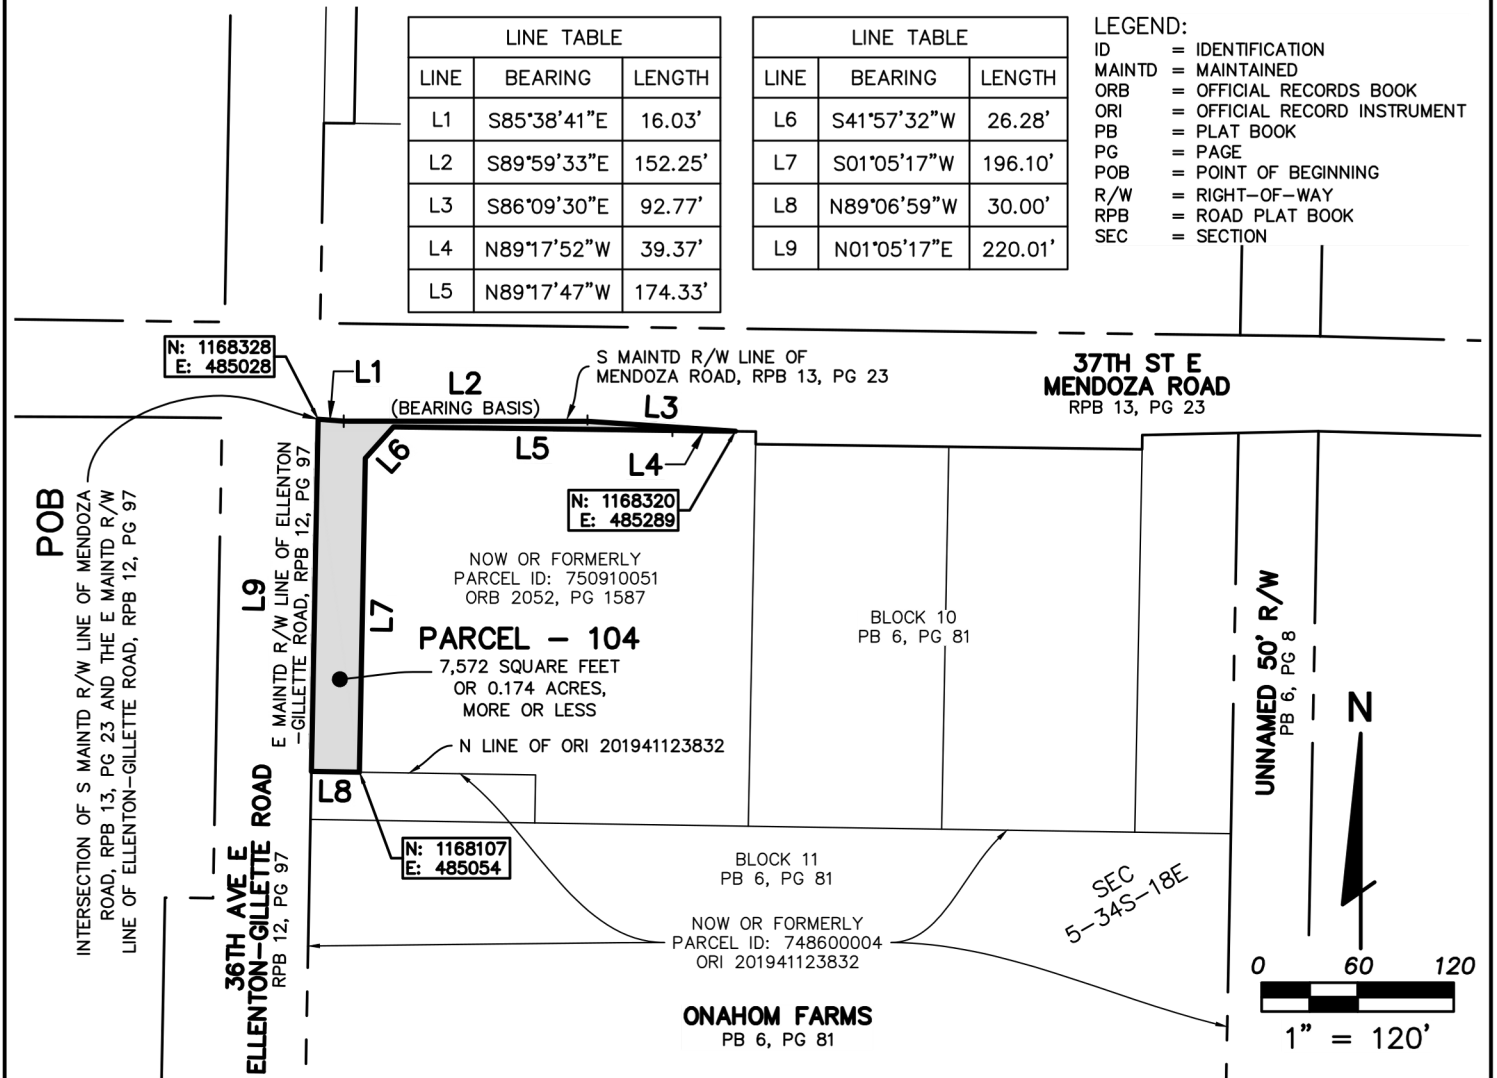 LINE TABLE
LINE BEARING LENGTH
L1 S85°38'41"E 16.03'
L2 S89°59'33"E 152.25'
L3 S86°09'30"E 92.77'
L4 N89°17'52"W 39.37'
L5 N89°17'47"W 174.33'
LINE TABLE
LINE BEARING LENGTH
L6 S41°57'32"W 26.28'
L7 S01°05'17"W 196.10'
L8 N89°06'59"W 30.00'
L9 N01°05'17"E 220.01'
LEGEND:
ID = IDENTIFICATION
MAINTD = MAINTAINED
ORB = OFFICIAL RECORDS BOOK
ORI = OFFICIAL RECORD INSTRUMENT
PB = PLAT BOOK
PG = PAGE
POB = POINT OF BEGINNING
R/W = RIGHT-OF-WAY
RPB = ROAD PLAT BOOK
SEC = SECTION
N: 1168328
E: 485028
L1
L2
(BEARING BASIS)
S MAINTD R/W LINE OF
MENDOZA ROAD, RPB 13, PG 23
L3
37TH ST E
MENDOZA ROAD
RPB 13, PG 23
L6
L5
L4
N: 1168320
E: 485289
POB
INTERSECTION OF S MAINTD R/W LINE OF MENDOZA
ROAD, RPB 13, PG 23 AND THE E MAINTD R/W
LINE OF ELLENTON-GILLETTE ROAD, RPB 12, PG 97
L9
E MAINTD R/W LINE OF ELLENTON
-GILLETTE ROAD, RPB 12, PG 97
L7
NOW OR FORMERLY
PARCEL ID: 750910051
ORB 2052, PG 1587
PARCEL - 104
7,572 SQUARE FEET
OR 0.174 ACRES,
MORE OR LESS
N LINE OF ORI 201941123832
BLOCK 10
PB 6, PG 81
UNNAMED 50' R/W
PB 6, PG 8
N
L8
N: 1168107
E: 485054
36TH AVE E
ELLENTON-GILLETTE ROAD
RPB 12, PG 97
BLOCK 11
PB 6, PG 81
NOW OR FORMERLY
PARCEL ID: 748600004
ORI 201941123832
SEC
5-34S-18E
ONAHOM FARMS
PB 6, PG 81
0 60 120
1" = 120'